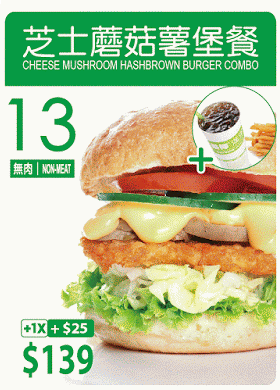 芝士蘑菇薯堡餐
CHEESE MUSHROOM HASHBROWN BURGER COMBO
13
無肉 | NON-MEAT
+
+1X + $25
$139